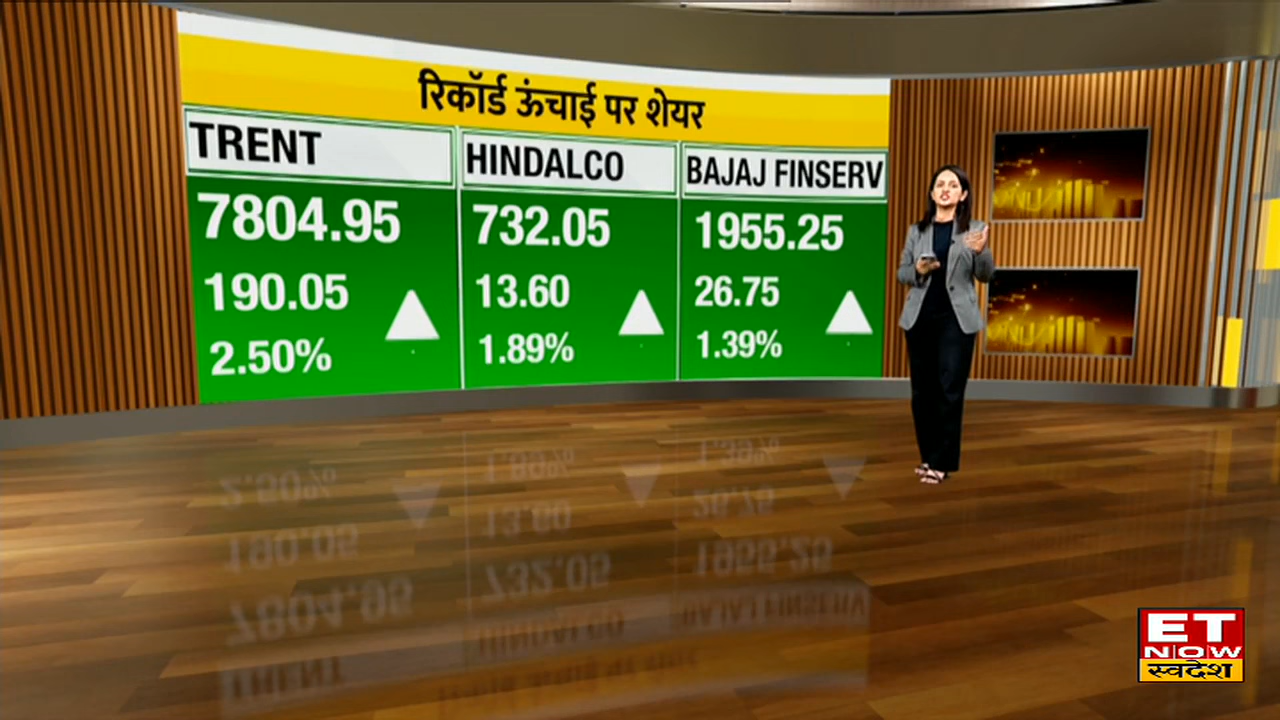 रिकॉर्ड ऊंचाई पर शेयर
TRENT
7804.95
190.05
2.50%
HINDALCO
732.05
13.60
1.89%
BAJAJ FINSERV
1955.25
26.75
1.39%
ET
NOW
स्वदेश